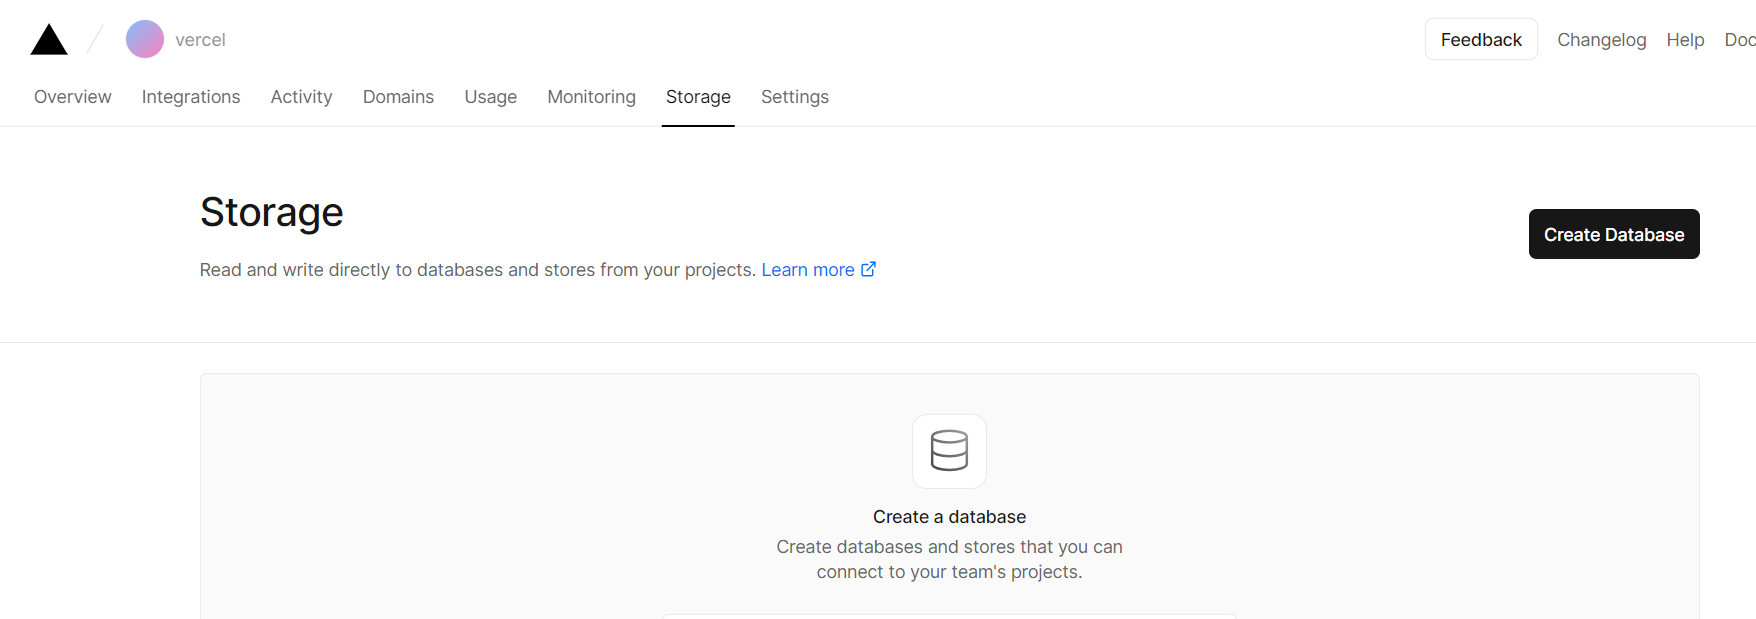 vercel
Feedback Changelog Help Doc
Overview Integrations Activity Domains Usage Monitoring Storage Settings
Storage
Create Database
Read and write directly to databases and stores from your projects. Learn more
Create a database
Create databases and stores that you can
connect to your team's projects.